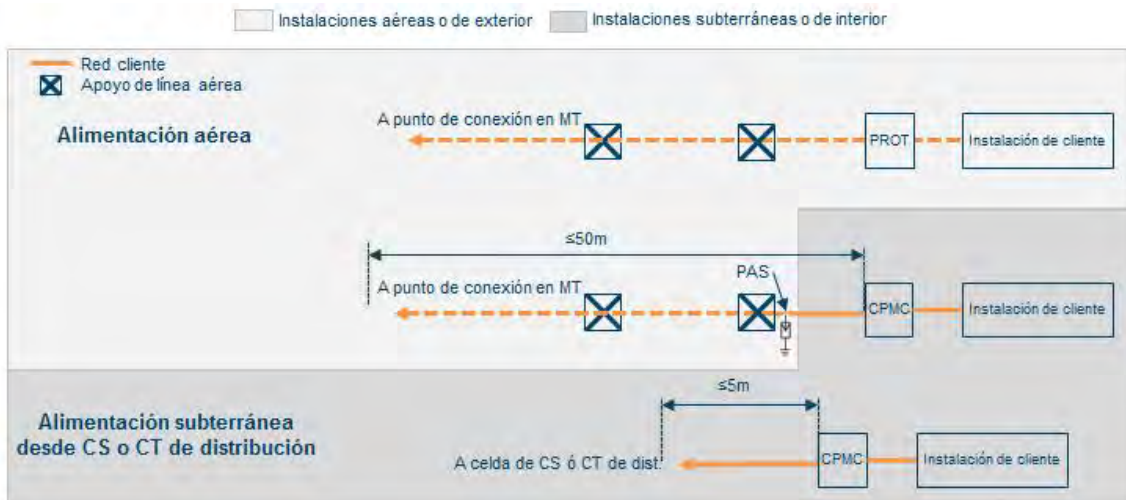 Instalaciones aéreas o de exterior
Instalaciones subterráneas o de interior
Red cliente
Apoyo de línea aérea
Alimentación aérea
A punto de conexión en MT
PROT
Instalación de cliente
≤50m
PAS
A punto de conexión en MT
CPMC
Instalación de cliente
≤5m
Alimentación subterránea
desde CS o CT de distribución
A celda de CS ó CT de dist.
CPMC
Instalación de cliente